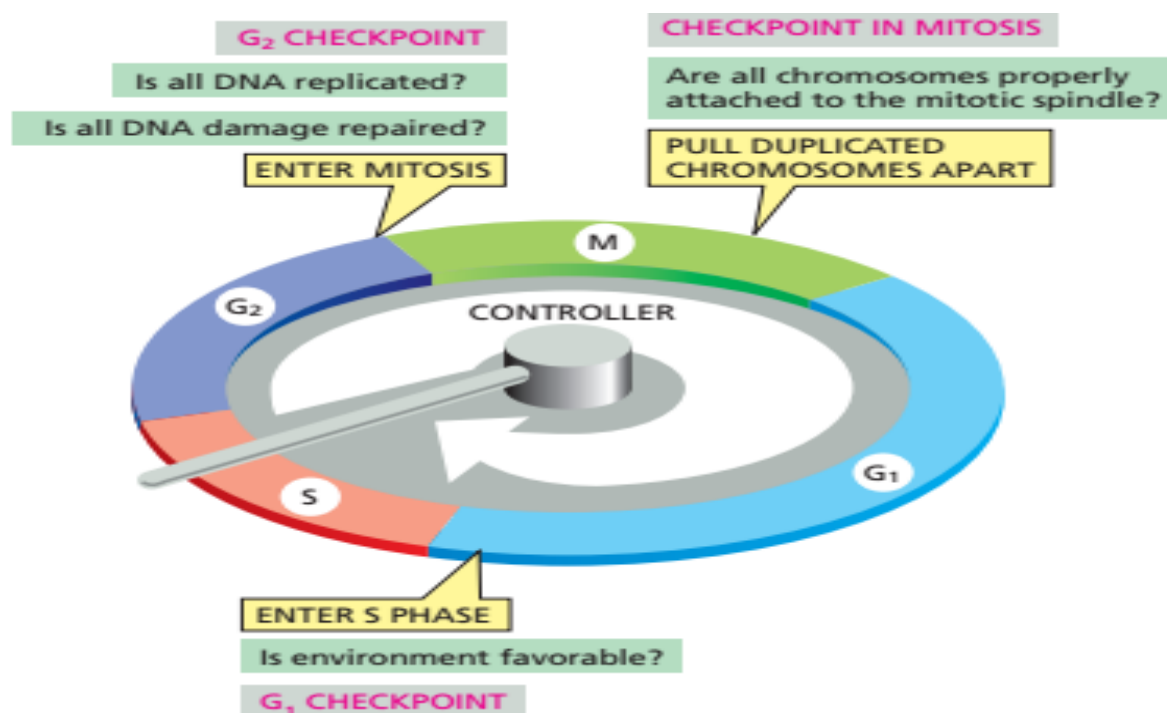 G₂ CHECKPOINT
Is all DNA replicated?
Is all DNA damage repaired?
ENTER MITOSIS
CHECKPOINT IN MITOSIS
Are all chromosomes properly
attached to the mitotic spindle?
PULL DUPLICATED
CHROMOSOMES APART
M
G₂
CONTROLLER
G₁
S
ENTER S PHASE
Is environment favorable?
G₁ CHECKPOINT